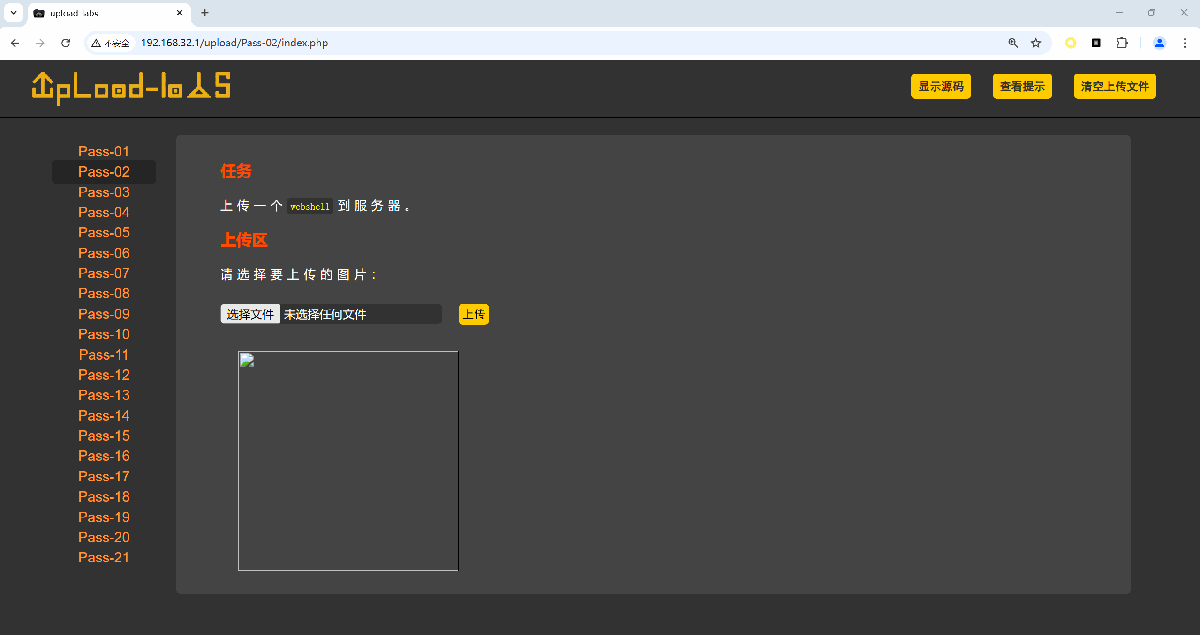 upload-labs
不安全 192.168.32.1/upload/Pass-02/index.php
UpLoad-labS
显示源码 查看提示 清空上传文件
Pass-01
Pass-02
Pass-03
Pass-04
Pass-05
Pass-06
Pass-07
Pass-08
Pass-09
Pass-10
Pass-11
Pass-12
Pass-13
Pass-14
Pass-15
Pass-16
Pass-17
Pass-18
Pass-19
Pass-20
Pass-21
任务
上传一个 webshell 到服务器。
上传区
请选择要上传的图片：
选择文件 未选择任何文件 上传